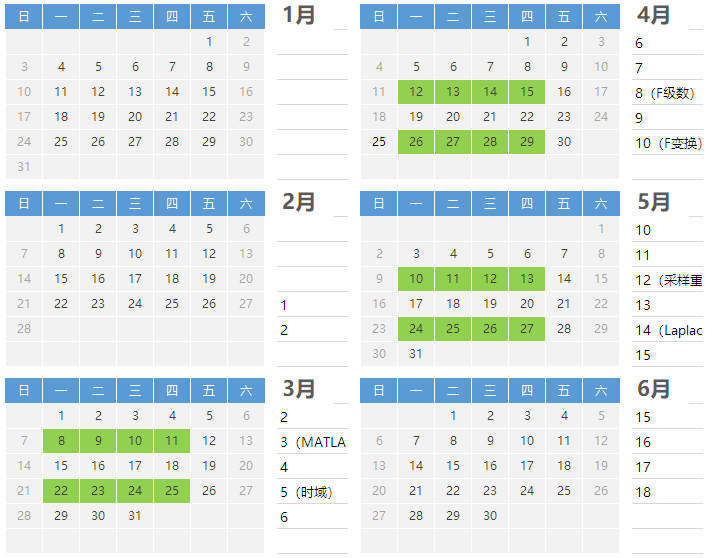 日 一 二 三 四 五 六 1月
1 2
3 4 5 6 7 8 9
10 11 12 13 14 15 16
17 18 19 20 21 22 23
24 25 26 27 28 29 30
31
日 一 二 三 四 五 六 4月
1 2 3 6
4 5 6 7 8 9 10 7
11 12 13 14 15 16 17 8（F级数）
18 19 20 21 22 23 24 9
25 26 27 28 29 30 10（F变换）
日 一 二 三 四 五 六 2月
1 2 3 4 5 6
7 8 9 10 11 12 13
14 15 16 17 18 19 20
21 22 23 24 25 26 27 1
28 2
日 一 二 三 四 五 六 5月
1 10
2 3 4 5 6 7 8 11
9 10 11 12 13 14 15 12（采样重
16 17 18 19 20 21 22 13
23 24 25 26 27 28 29 14（Laplac
30 31 15
日 一 二 三 四 五 六 3月
1 2 3 4 5 6 2
7 8 9 10 11 12 13 3（MATLA
14 15 16 17 18 19 20 4
21 22 23 24 25 26 27 5（时域）
28 29 30 31 6
日 一 二 三 四 五 六 6月
1 2 3 4 5 15
6 7 8 9 10 11 12 16
13 14 15 16 17 18 19 17
20 21 22 23 24 25 26 18
27 28 29 30